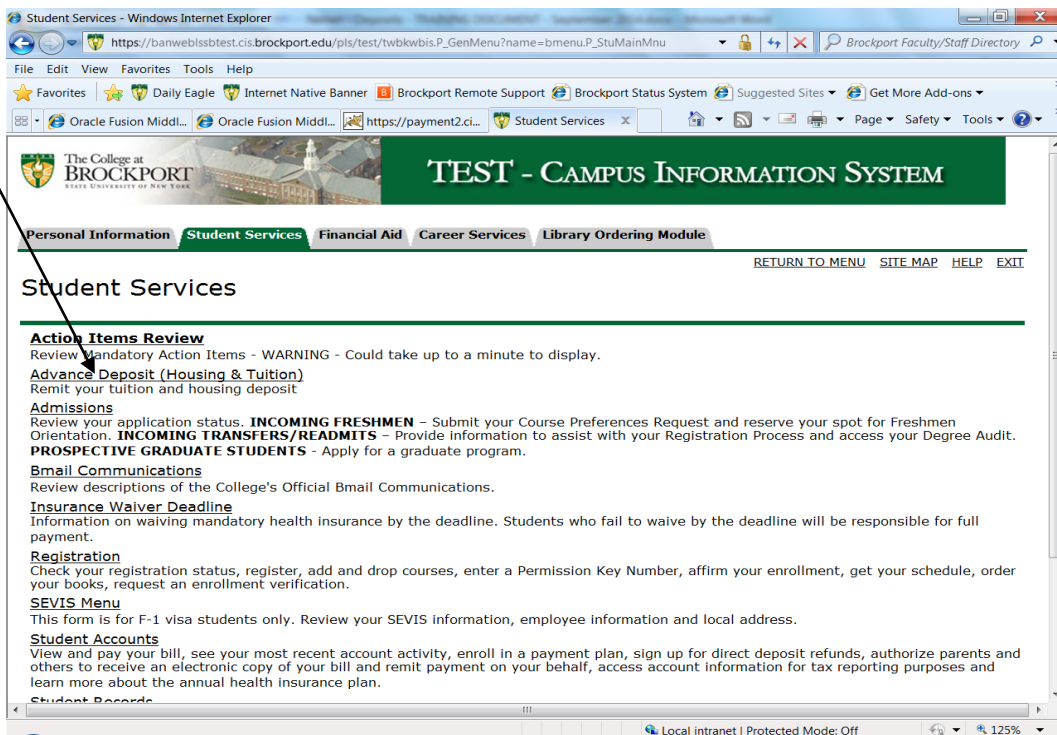 Student Services - Windows Internet Explorer
https://banweblssbtest.cis.brockport.edu/pls/test/twbkwbis.P_GenMenu?name=bmenu.P_StuMainMnu
Brockport Faculty/Staff Directory
File Edit View Favorites Tools Help
Favorites Daily Eagle Internet Native Banner Brockport Remote Support Brockport Status System Suggested Sites Get More Add-ons
Oracle Fusion Middl... Oracle Fusion Middl... https://payment2.ci... Student Services x Page Safety Tools
The College at
BROCKPORT
STATE UNIVERSITY OF NEW YORK
TEST - CAMPUS INFORMATION SYSTEM
Personal Information Student Services Financial Aid Career Services Library Ordering Module
RETURN TO MENU SITE MAP HELP EXIT
Student Services
Action Items Review
Review Mandatory Action Items - WARNING - Could take up to a minute to display.
Advance Deposit (Housing & Tuition)
Remit your tuition and housing deposit
Admissions
Review your application status. INCOMING FRESHMEN – Submit your Course Preferences Request and reserve your spot for Freshmen
Orientation. INCOMING TRANSFERS/READMITS – Provide information to assist with your Registration Process and access your Degree Audit.
PROSPECTIVE GRADUATE STUDENTS - Apply for a graduate program.
Bmail Communications
Review descriptions of the College's Official Bmail Communications.
Insurance Waiver Deadline
Information on waiving mandatory health insurance by the deadline. Students who fail to waive by the deadline will be responsible for full
payment.
Registration
Check your registration status, register, add and drop courses, enter a Permission Key Number, affirm your enrollment, get your schedule, order
your books, request an enrollment verification.
SEVIS Menu
This form is for F-1 visa students only. Review your SEVIS information, employee information and local address.
Student Accounts
View and pay your bill, see your most recent account activity, enroll in a payment plan, sign up for direct deposit refunds, authorize parents and
others to receive an electronic copy of your bill and remit payment on your behalf, access account information for tax reporting purposes and
learn more about the annual health insurance plan.
Student Records
Local intranet | Protected Mode: Off 125%